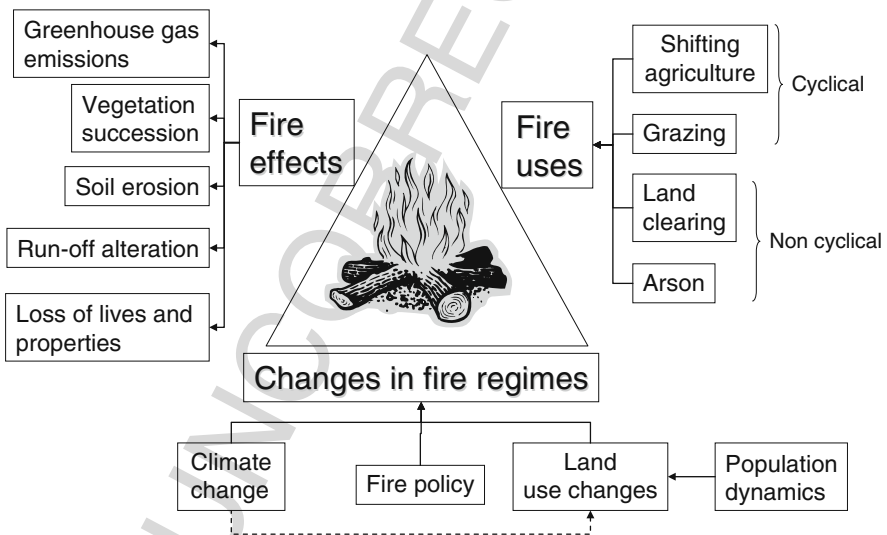 Greenhouse gas
emissions
Vegetation
succession
Soil erosion
Run-off alteration
Loss of lives and
properties
Fire
effects
Fire
uses
Shifting
agriculture
Grazing
Cyclical
Land
clearing
Arson
Non cyclical
Changes in fire regimes
Climate
change
Fire policy
Land
use changes
Population
dynamics